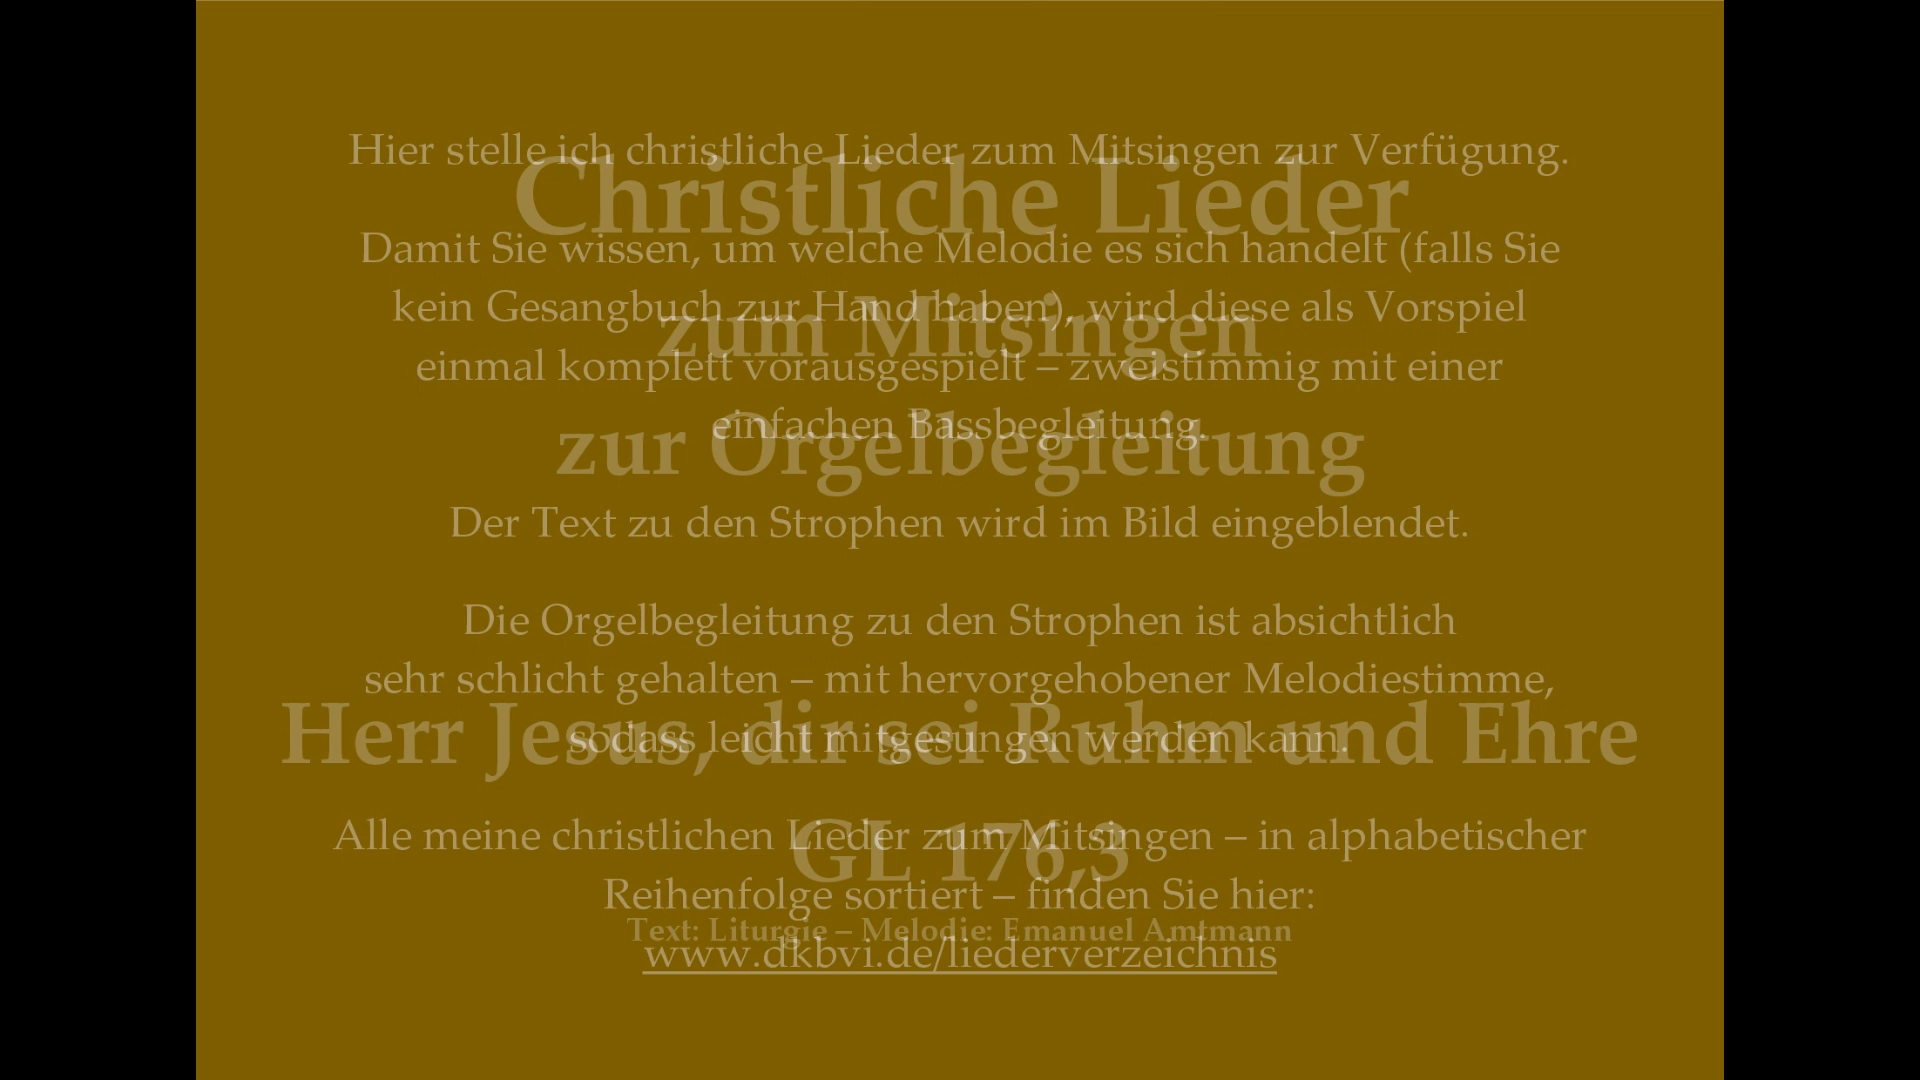 Hier stelle ich christliche Lieder zum Mitsingen zur Verfügung.
Christliche Lieder
Damit Sie wissen, um welche Melodie es sich handelt (falls Sie
kein Gesangbuch zur Hand haben), wird diese als Vorspiel
zum Mitsingen
einmal komplett vorausgespielt – zweistimmig mit einer
einfachen Bassbegleitung.
zur Orgelbegleitung
Der Text zu den Strophen wird im Bild eingeblendet.
Die Orgelbegleitung zu den Strophen ist absichtlich
sehr schlicht gehalten – mit hervorgehobener Melodiestimme,
Herr Jesus, dir sei Ruhm und Ehre
sodass leicht mitgesungen werden kann.
Alle meine christlichen Lieder zum Mitsingen – in alphabetischer
GL 176,3
Reihenfolge sortiert – finden Sie hier:
Text: Liturgie – Melodie: Emanuel Amtmann
www.dkbvi.de/liederverzeichnis